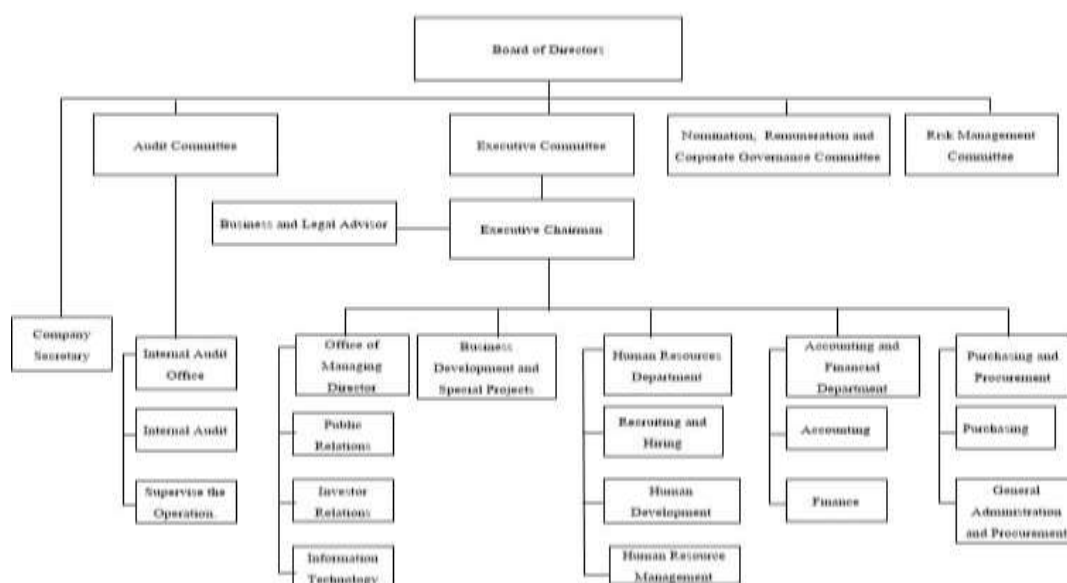 Board of Directors
Audit Committee
Executive Committee
Nomination, Remuneration and
Corporate Governance Committee
Risk Management
Committee
Business and Legal Advisor
Executive Chairman
Company
Secretary
Internal Audit
Office
Internal Audit
Supervise the
Operation
Office of
Managing
Director
Public
Relations
Investor
Relations
Information
Technology
Business
Development and
Special Projects
Human Resources
Department
Recruiting and
Hiring
Human
Development
Human Resource
Management
Accounting and
Financial
Department
Accounting
Finance
Purchasing and
Procurement
Purchasing
General
Administration
and Procurement